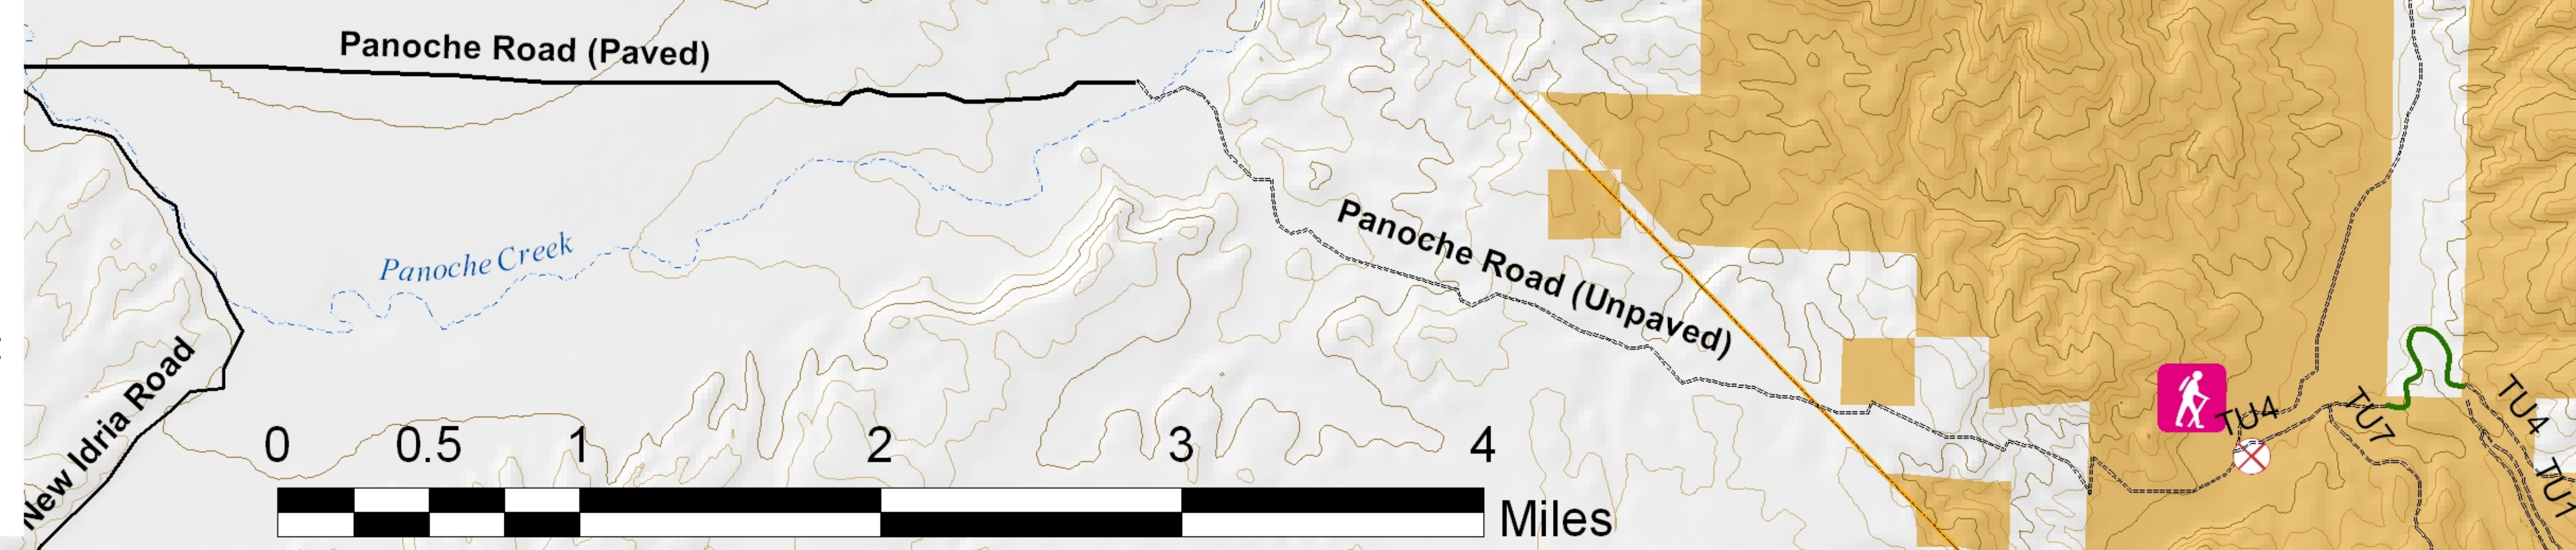 Panoche Road (Paved)
Panoche Creek
Panoche Road (Unpaved)
New Idria Road
TU4
TU7
TU4
TU1
0 0.5 1 2 3 4
Miles